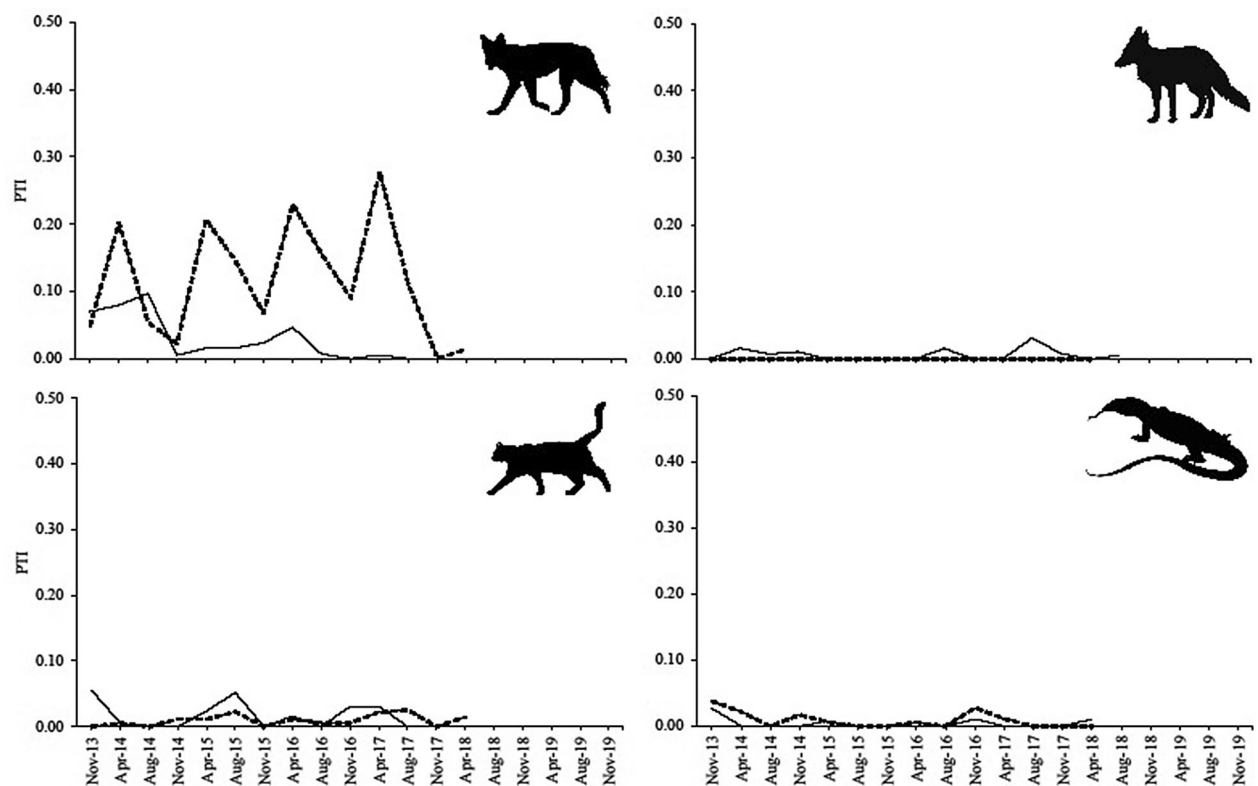 0.50
0.40
0.30
0.20
0.10
0.00
PTI
0.50
0.40
0.30
0.20
0.10
0.00
0.50
0.40
0.30
0.20
0.10
0.00
PTI
Nov-13
Apr-14
Aug-14
Nov-14
Apr-15
Aug-15
Nov-15
Apr-16
Aug-16
Nov-16
Apr-17
Aug-17
Nov-17
Apr-18
Aug-18
Nov-18
Apr-19
Aug-19
Nov-19
0.50
0.40
0.30
0.20
0.10
0.00
Nov-13
Apr-14
Aug-14
Nov-14
Apr-15
Aug-15
Nov-15
Apr-16
Aug-16
Nov-16
Apr-17
Aug-17
Nov-17
Apr-18
Aug-18
Nov-18
Apr-19
Aug-19
Nov-19